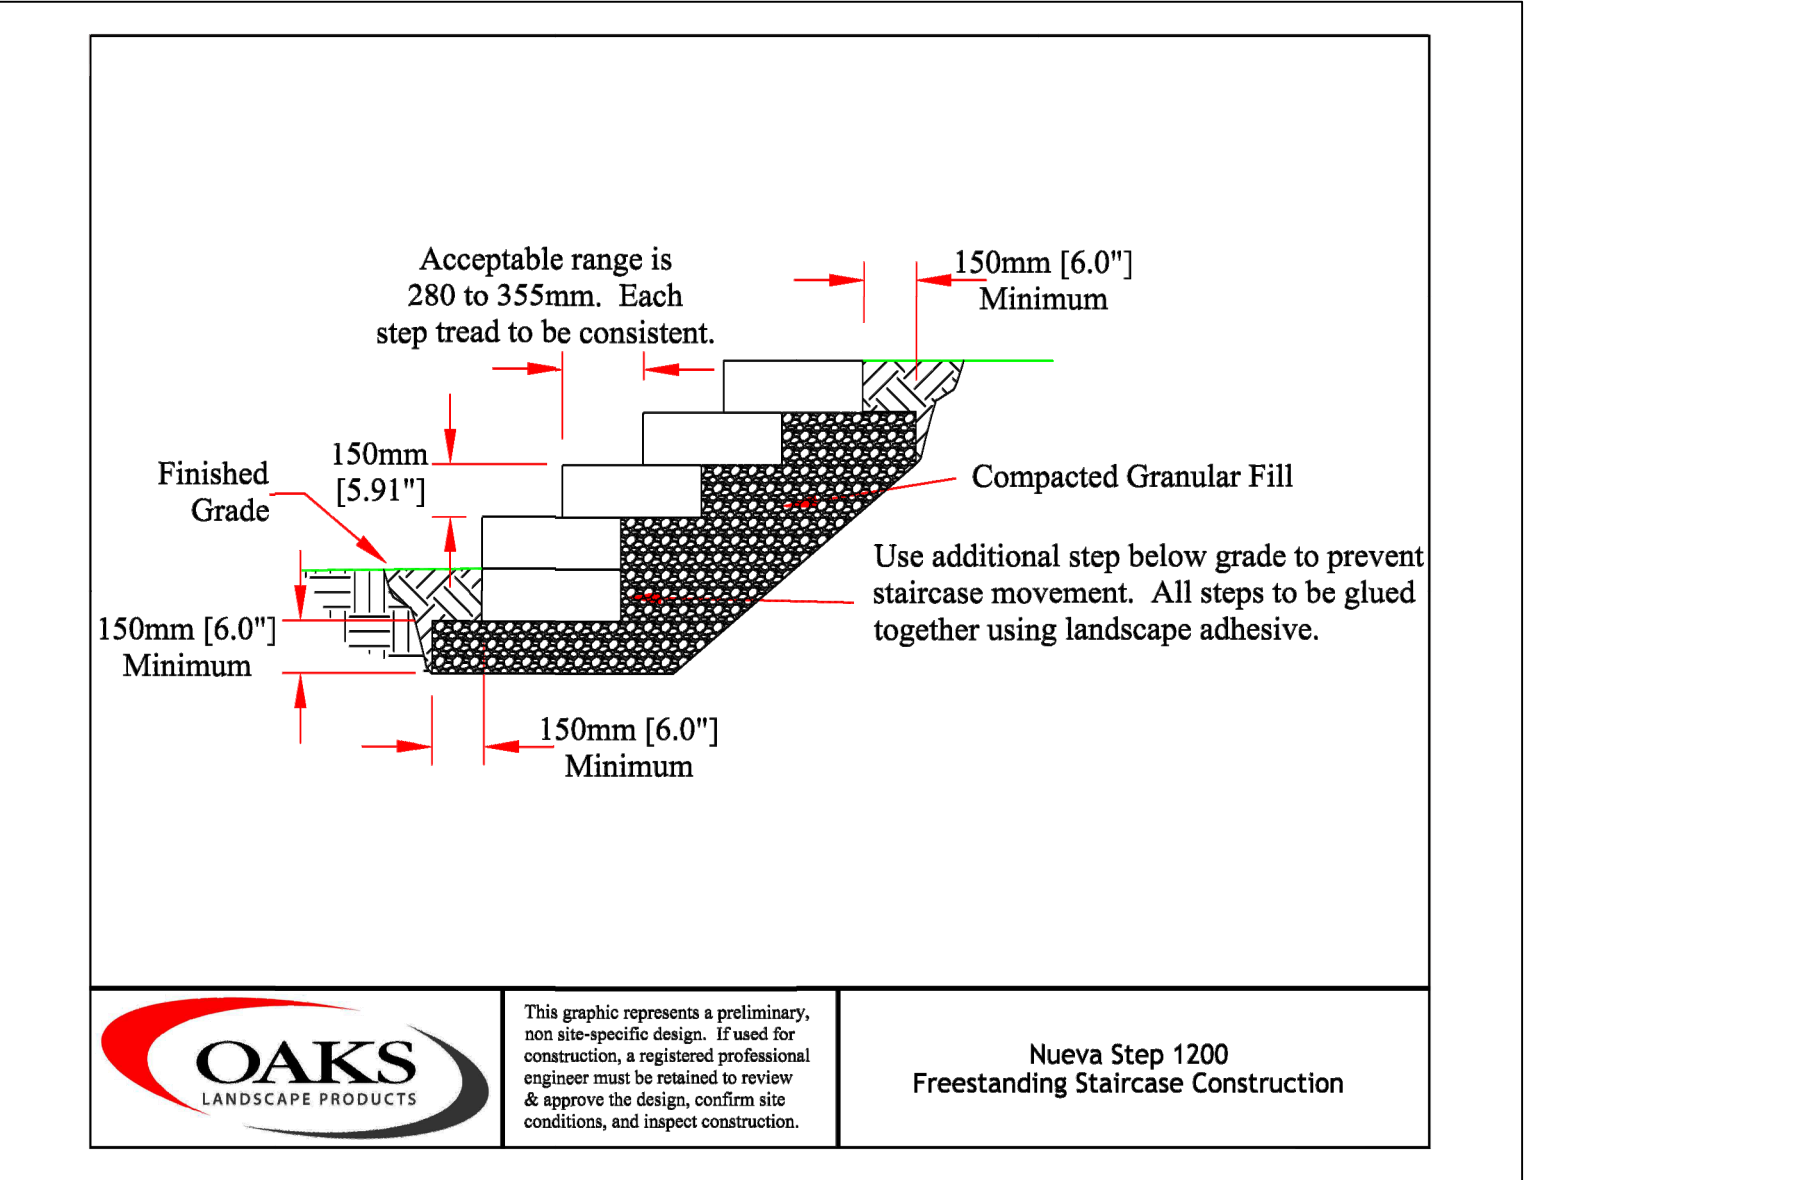 Acceptable range is
280 to 355mm.  Each
step tread to be consistent.
150mm [6.0"]
Minimum
150mm
[5.91"]
Finished
Grade
Compacted Granular Fill
Use additional step below grade to prevent
staircase movement.  All steps to be glued
together using landscape adhesive.
150mm [6.0"]
Minimum
150mm [6.0"]
Minimum
OAKS
LANDSCAPE PRODUCTS
This graphic represents a preliminary,
non site-specific design.  If used for
construction, a registered professional
engineer must be retained to review
& approve the design, confirm site
conditions, and inspect construction.
Nueva Step 1200
Freestanding Staircase Construction